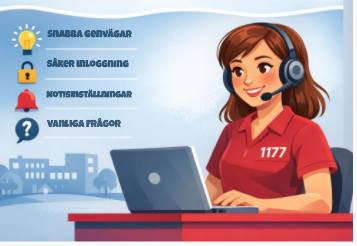 SNABBA GENVÄGAR
SÄKER INLOGGNING
NOTISINSTÄLLNINGAR
VANLIGA FRÅGOR
1177